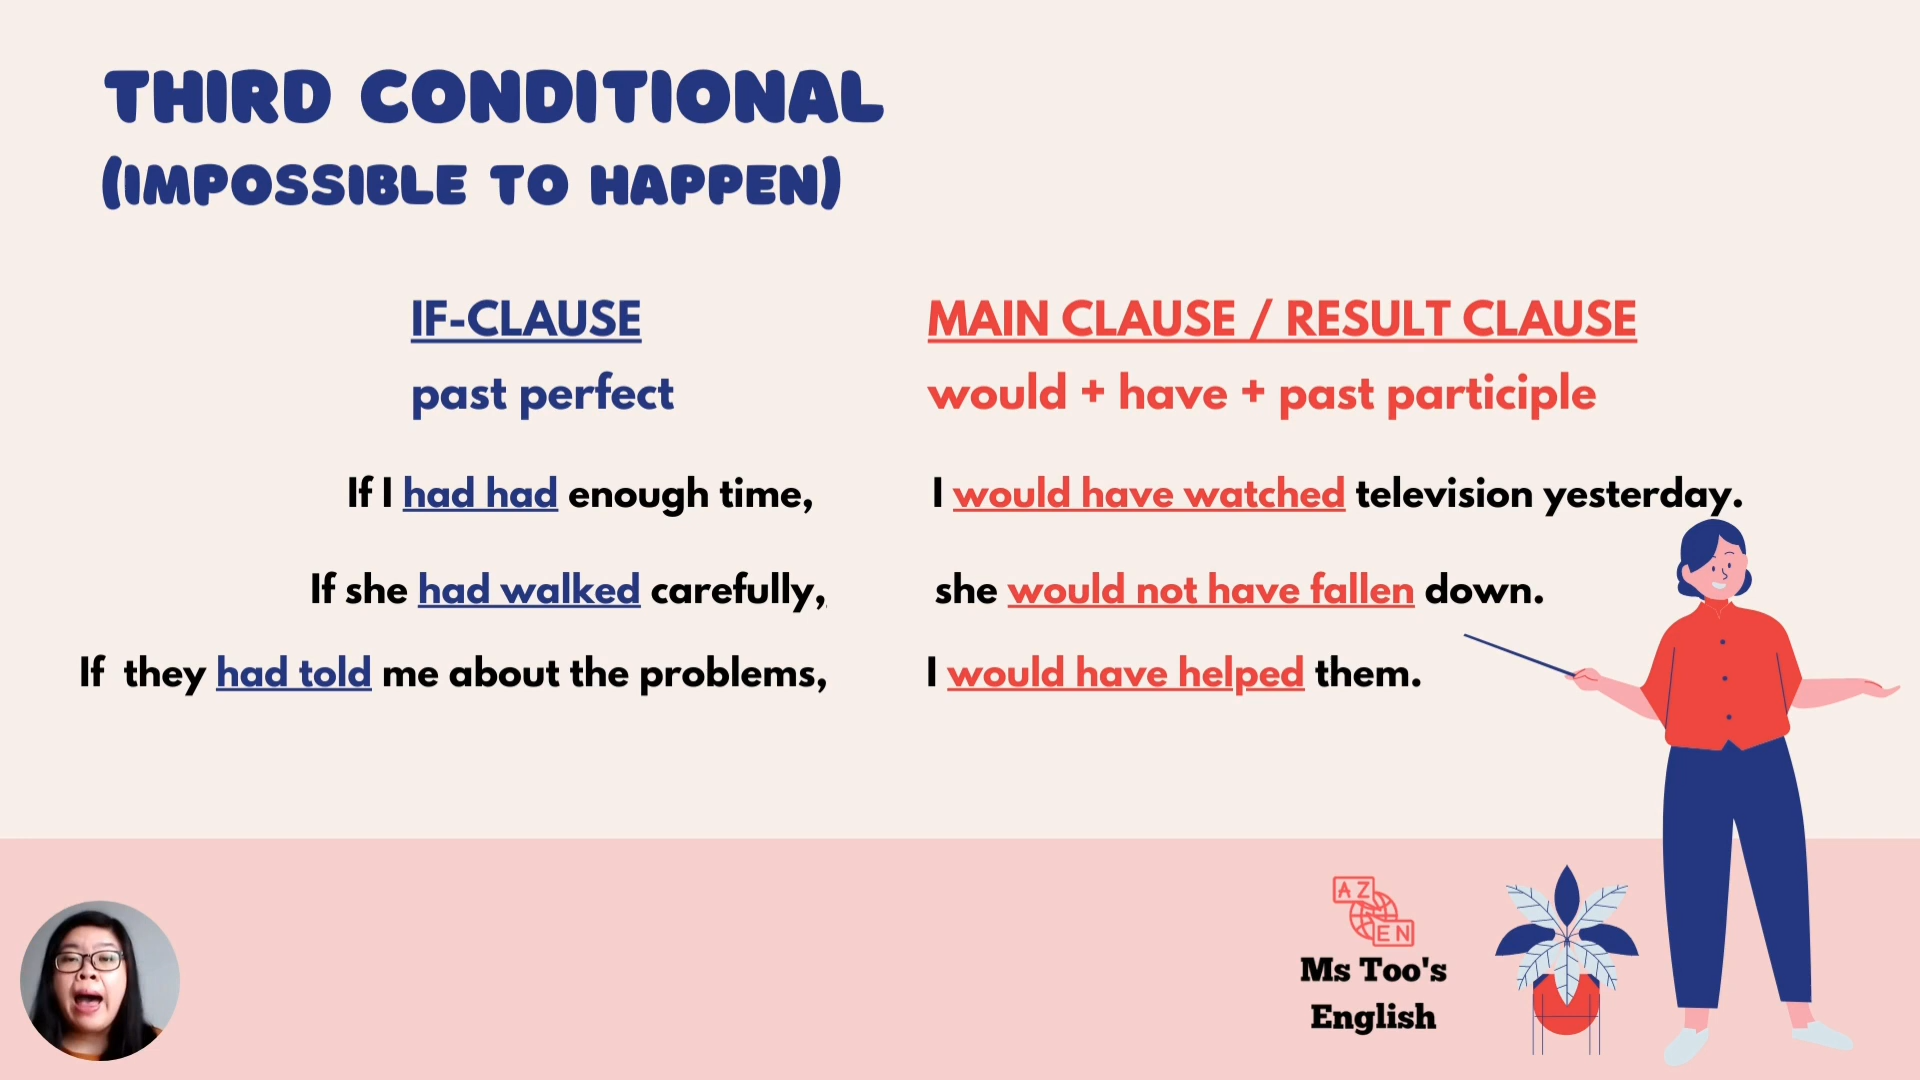 THIRD CONDITIONAL
(IMPOSSIBLE TO HAPPEN)
IF-CLAUSE MAIN CLAUSE / RESULT CLAUSE
past perfect would + have + past participle
If I had had enough time, I would have watched television yesterday.
If she had walked carefully, she would not have fallen down.
If they had told me about the problems, I would have helped them.
A Z
EN
Ms Too's
English